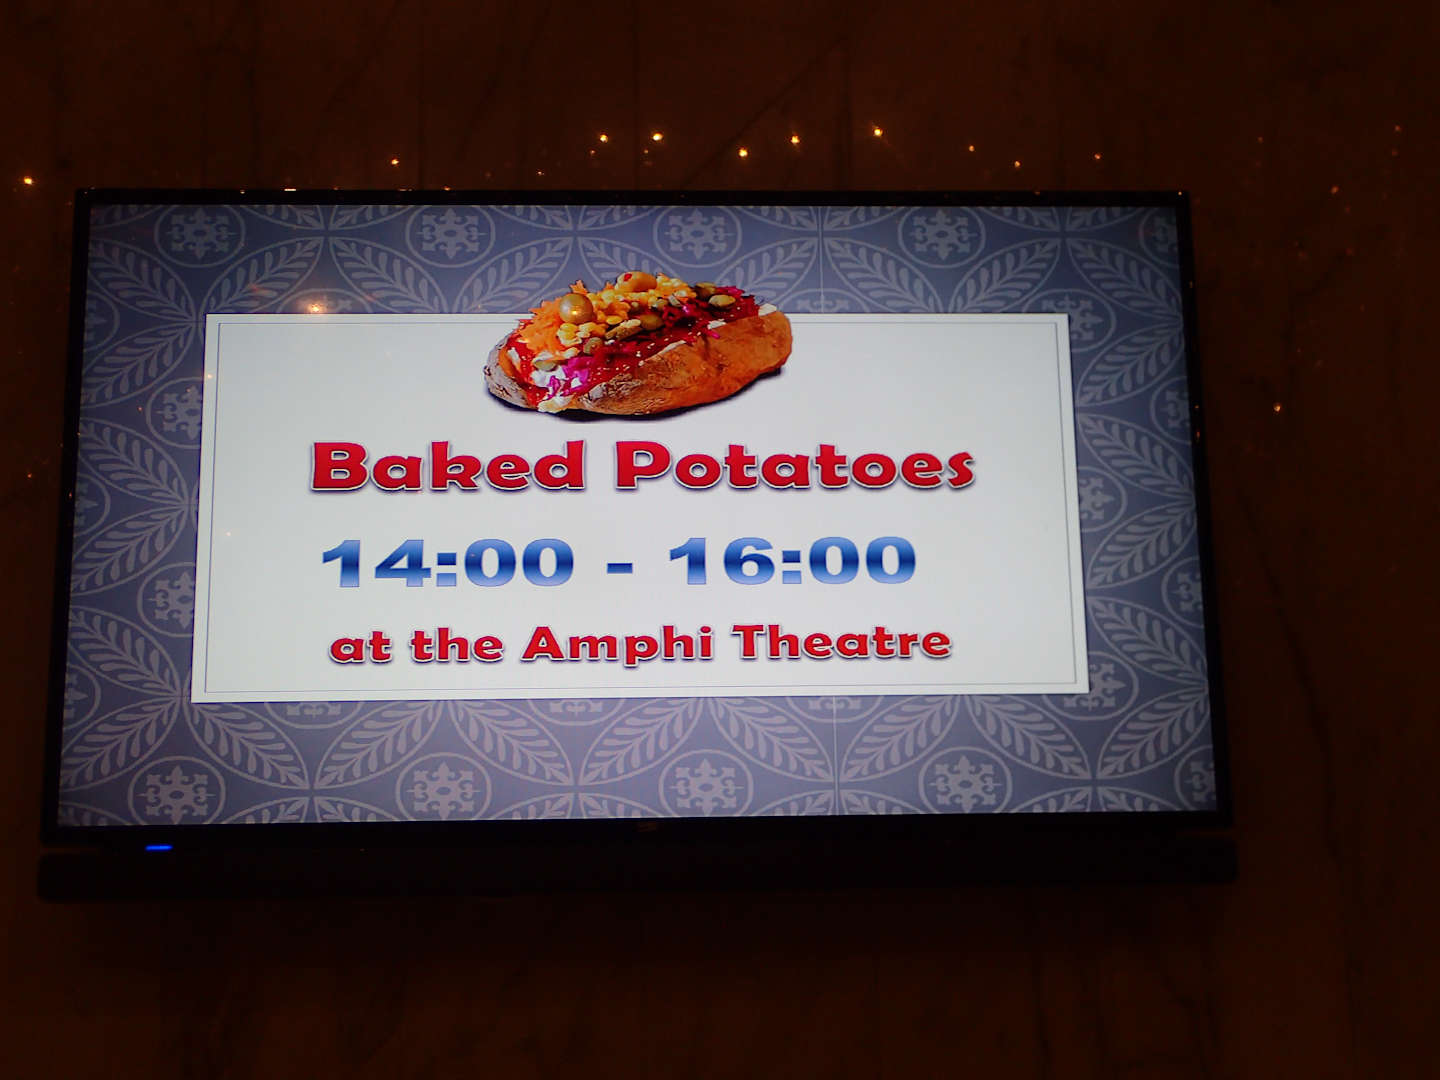 Baked Potatoes
14:00 - 16:00
at the Amphi Theatre